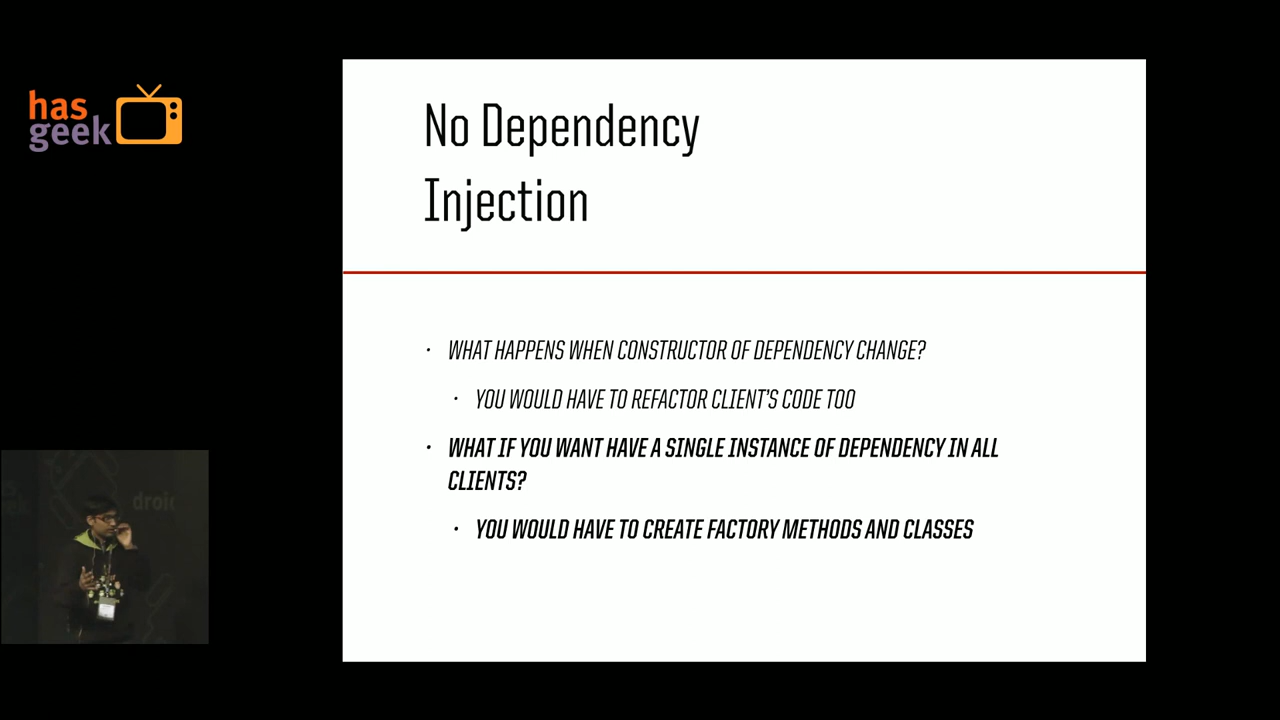 has
geek
No Dependency
Injection
· WHAT HAPPENS WHEN CONSTRUCTOR OF DEPENDENCY CHANGE?
· YOU WOULD HAVE TO REFACTOR CLIENT'S CODE TOO
· WHAT IF YOU WANT HAVE A SINGLE INSTANCE OF DEPENDENCY IN ALL
CLIENTS?
· YOU WOULD HAVE TO CREATE FACTORY METHODS AND CLASSES
droid